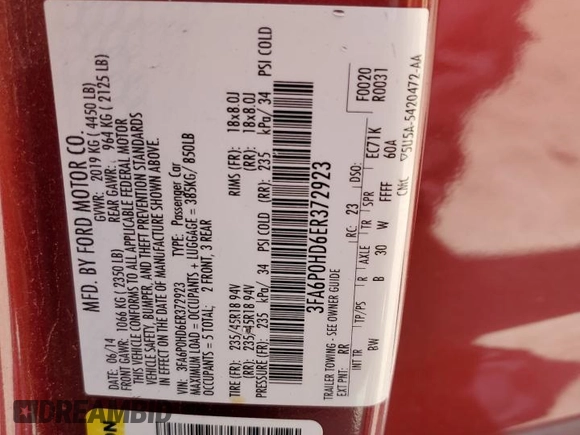 MFD. BY FORD MOTOR CO.
DATE: 06/14 GVWR: 2019 KG ( 4450 LB)
FRONT GAWR: 1066 KG ( 2350 LB) REAR GAWR: 964 KG ( 2125 LB)
THIS VEHICLE CONFORMS TO ALL APPLICABLE FEDERAL MOTOR
VEHICLE SAFETY, BUMPER, AND THEFT PREVENTION STANDARDS
IN EFFECT ON THE DATE OF MANUFACTURE SHOWN ABOVE.
VIN: 3FA6P0HD6ER372923 TYPE: Passenger Car
MAXIMUM LOAD = OCCUPANTS + LUGGAGE = 385KG/ 850LB
OCCUPANTS = 5 TOTAL: 2 FRONT, 3 REAR
TIRE (FR): 235/45R18 94V RIMS (FR): 18x8.0J
(RR): 235/45R18 94V (RR): 18x8.0J
PRESSURE (FR): 235 kPa/ 34 PSI COLD (RR): 235 kPa/ 34 PSI COLD
3FA6P0HD6ER372923
TRAILER TOWING - SEE OWNER GUIDE F0020
EXT PNT: RR RC: 23 DSO: R0031
INT TR TP/PS R AXLE TR SPR EC71K
BW B 30 W FFFF 60A
CMC 5U5A-5420472-AA
DREAMBID